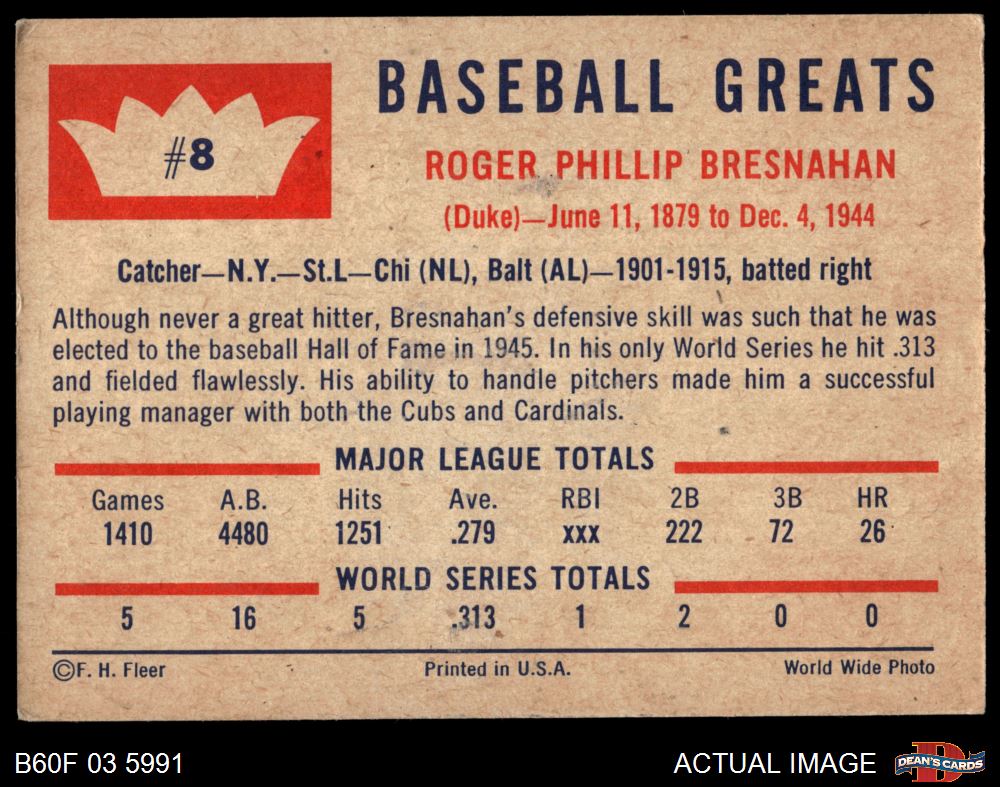 #8
BASEBALL GREATS
ROGER PHILLIP BRESNAHAN
(Duke)—June 11, 1879 to Dec. 4, 1944
Catcher—N.Y.—St.L—Chi (NL), Balt (AL)—1901-1915, batted right
Although never a great hitter, Bresnahan's defensive skill was such that he was
elected to the baseball Hall of Fame in 1945. In his only World Series he hit .313
and fielded flawlessly. His ability to handle pitchers made him a successful
playing manager with both the Cubs and Cardinals.
MAJOR LEAGUE TOTALS
Games A.B. Hits Ave. RBI 2B 3B HR
1410 4480 1251 .279 xxx 222 72 26
WORLD SERIES TOTALS
5 16 5 .313 1 2 0 0
©F. H. Fleer Printed in U.S.A. World Wide Photo
B60F 03 5991 ACTUAL IMAGE D DEAN'S CARDS